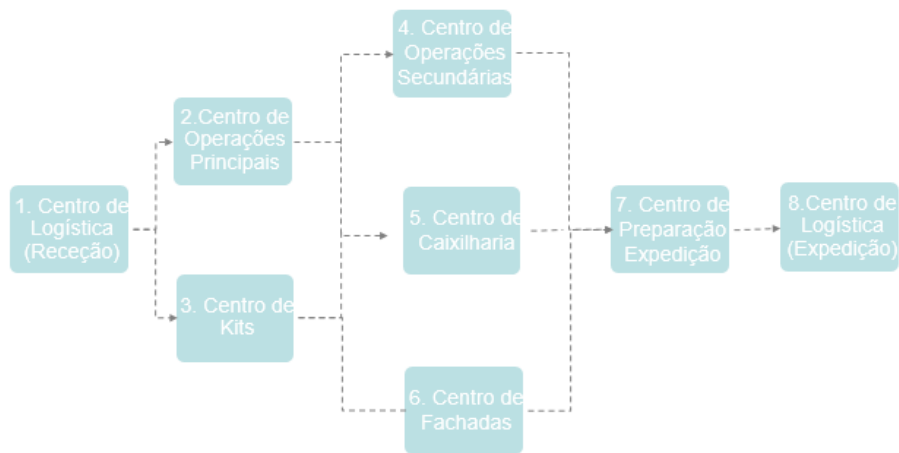 1. Centro de
Logística
(Receção)
2.Centro de
Operações
Principais
3. Centro de
Kits
4. Centro de
Operações
Secundárias
5. Centro de
Caixilharia
6. Centro de
Fachadas
7. Centro de
Preparação
Expedição
8.Centro de
Logística
(Expedição)